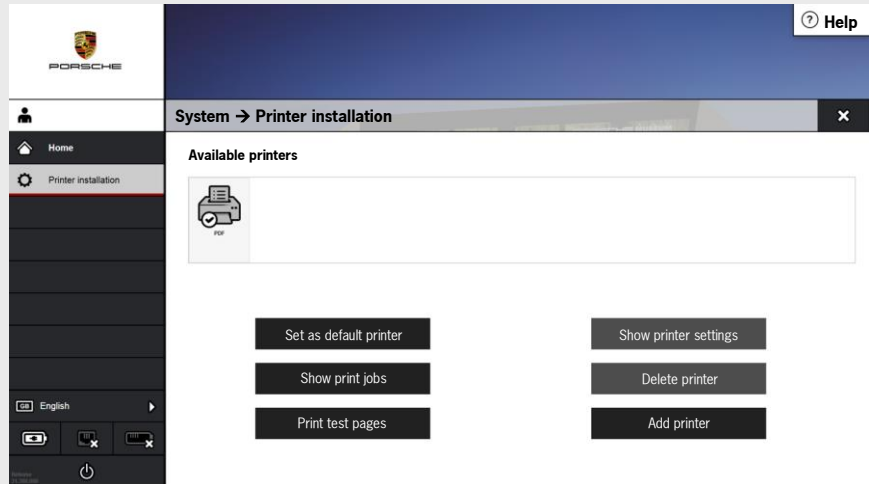 Help
PORSCHE
System → Printer installation
Home
Printer installation
Available printers
PDF
Set as default printer
Show printer settings
Show print jobs
Delete printer
Print test pages
Add printer
GB English